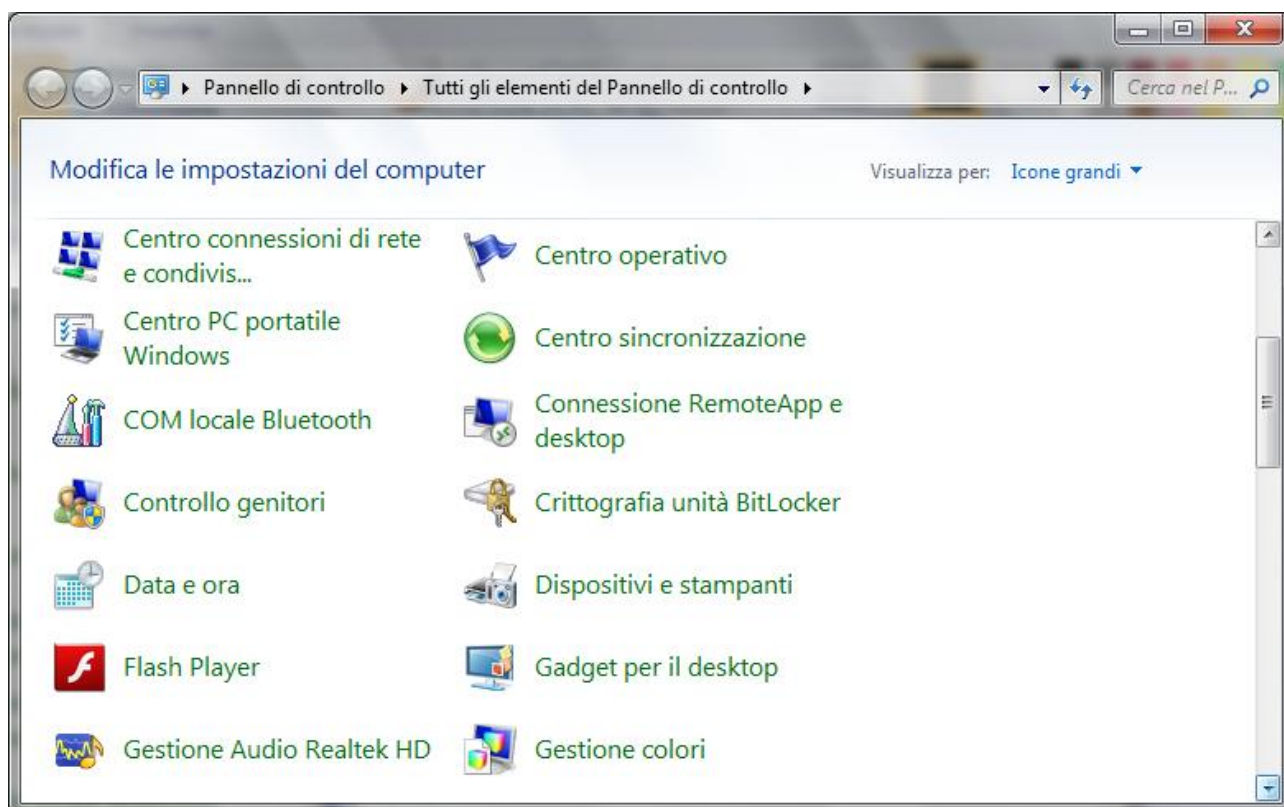 Pannello di controllo
Tutti gli elementi del Pannello di controllo
Cerca nel P...
Modifica le impostazioni del computer
Visualizza per: Icone grandi
Centro connessioni di rete
e condivis...
Centro operativo
Centro PC portatile
Windows
Centro sincronizzazione
COM locale Bluetooth
Connessione RemoteApp e
desktop
Controllo genitori
Crittografia unità BitLocker
Data e ora
Dispositivi e stampanti
Flash Player
Gadget per il desktop
Gestione Audio Realtek HD
Gestione colori